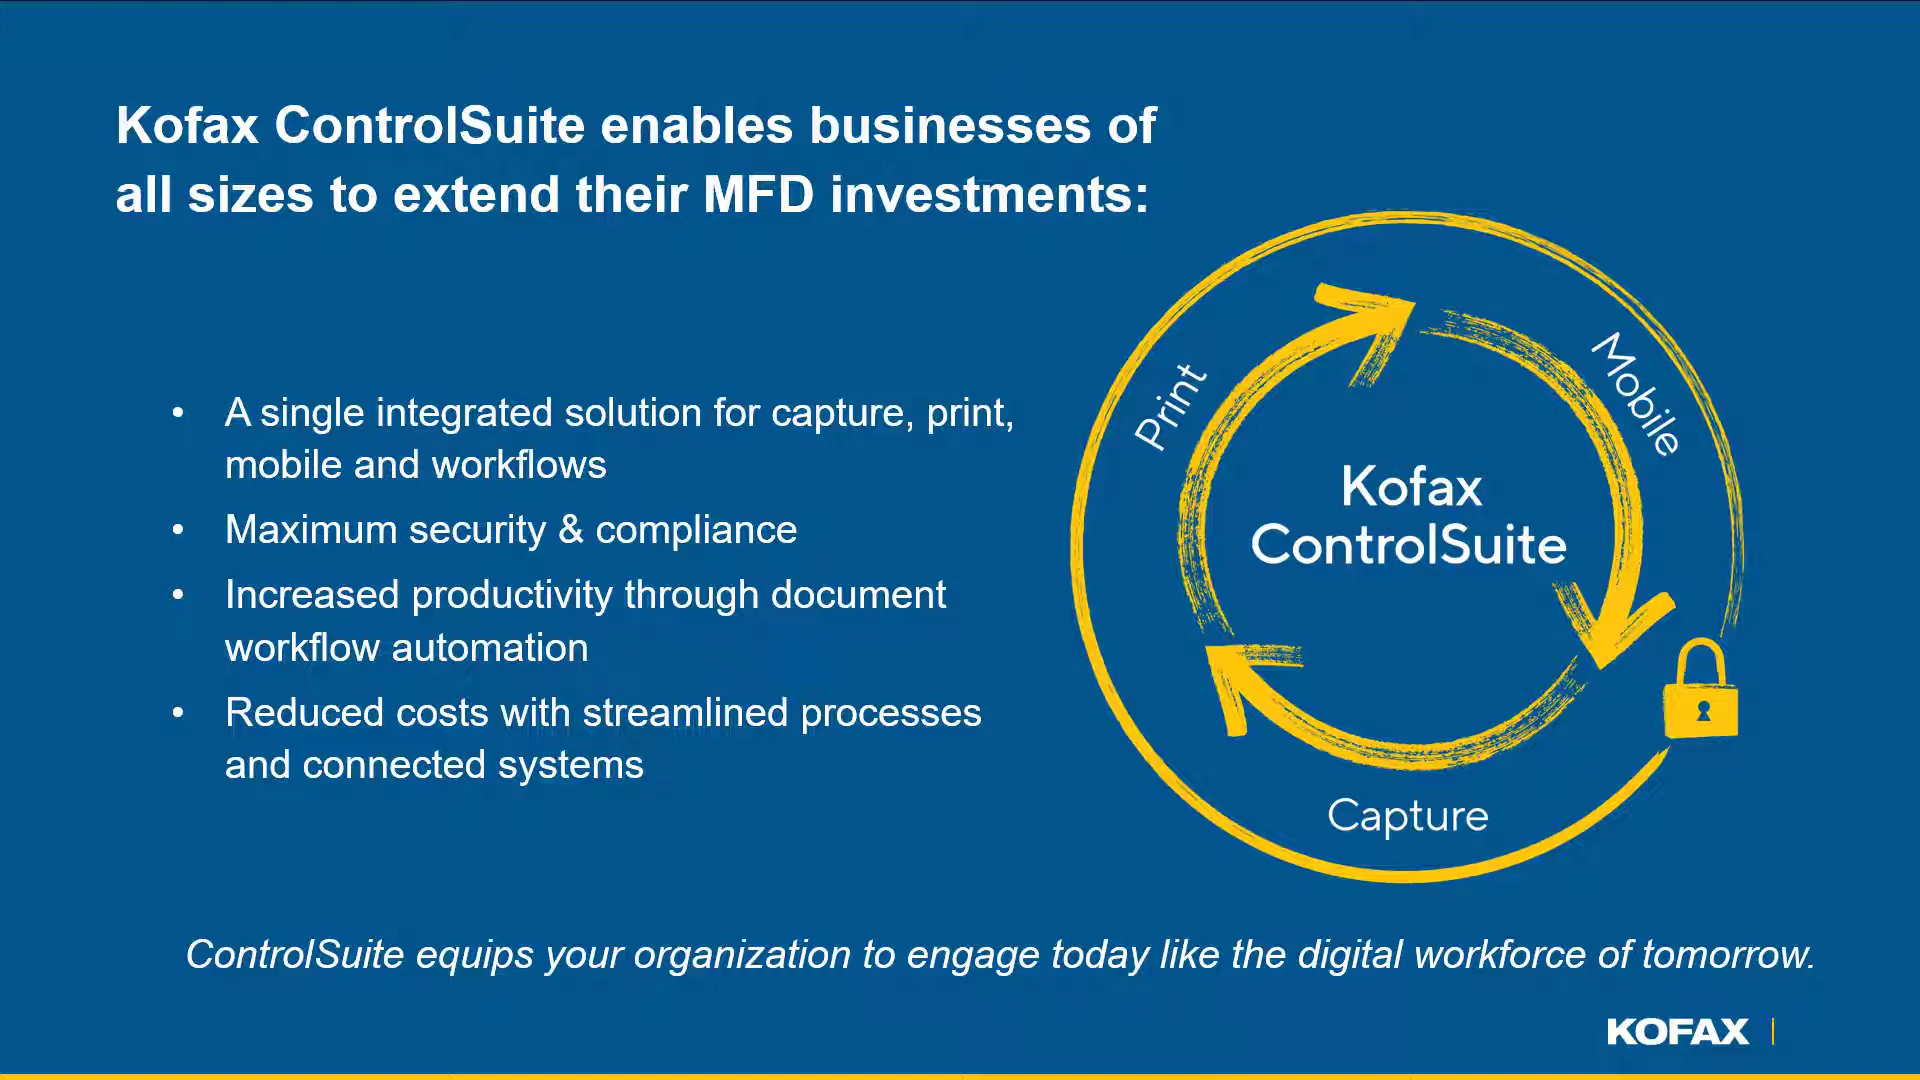 Kofax ControlSuite enables businesses of
all sizes to extend their MFD investments:
• A single integrated solution for capture, print,
mobile and workflows
• Maximum security & compliance
• Increased productivity through document
workflow automation
• Reduced costs with streamlined processes
and connected systems
Print
Mobile
Kofax
ControlSuite
Capture
ControlSuite equips your organization to engage today like the digital workforce of tomorrow.
KOFAX